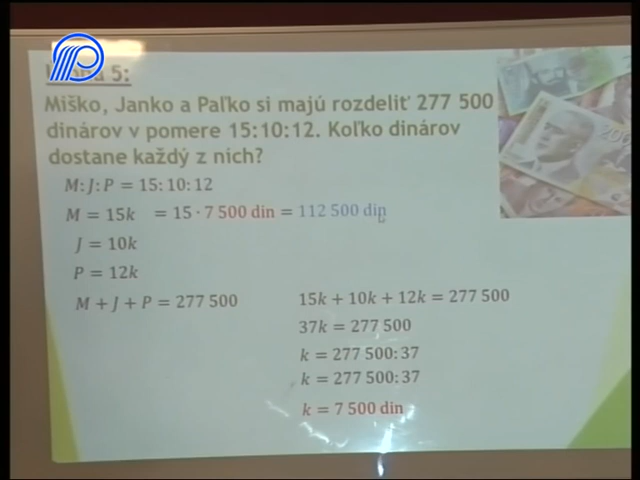 5:
Miško, Janko a Paľko si majú rozdeliť 277 500
dinárov v pomere 15:10:12. Koľko dinárov
dostane každý z nich?
M:J:P = 15:10:12
M = 15k = 15 · 7 500 din = 112 500 din
J = 10k
P = 12k
M + J + P = 277 500
15k + 10k + 12k = 277 500
37k = 277 500
k = 277 500:37
k = 277 500:37
k = 7 500 din